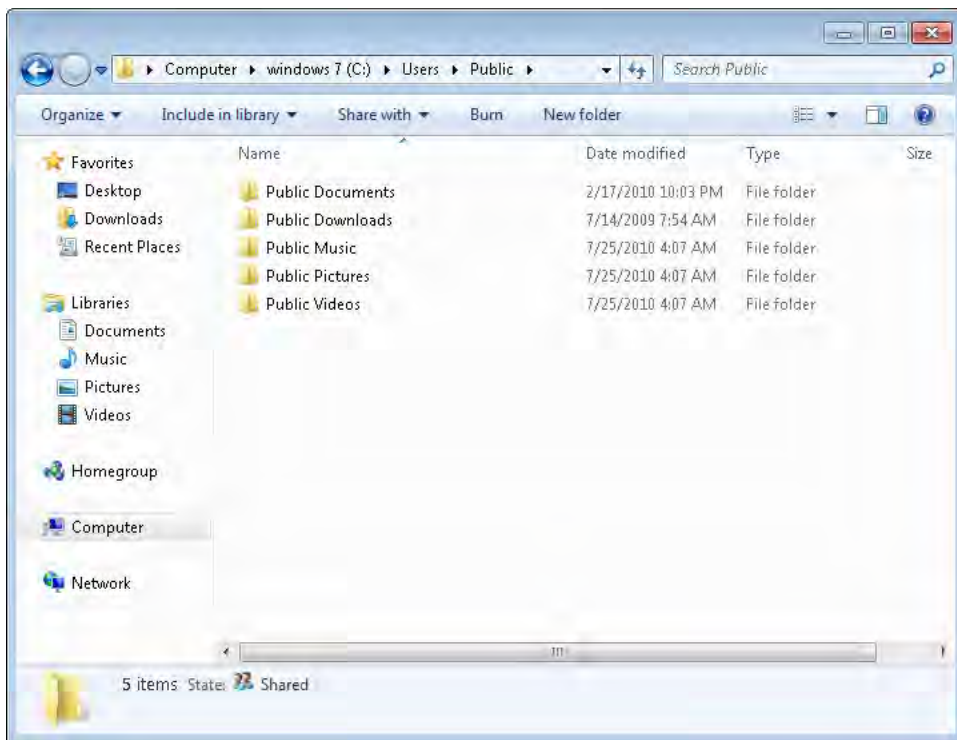 Computer windows 7 (C:) Users Public Search Public
Organize Include in library Share with Burn New folder
Favorites
Desktop
Downloads
Recent Places
Libraries
Documents
Music
Pictures
Videos
Homegroup
Computer
Network
Name Date modified Type Size
Public Documents 2/17/2010 10:03 PM File folder
Public Downloads 7/14/2009 7:54 AM File folder
Public Music 7/25/2010 4:07 AM File folder
Public Pictures 7/25/2010 4:07 AM File folder
Public Videos 7/25/2010 4:07 AM File folder
5 items State: Shared